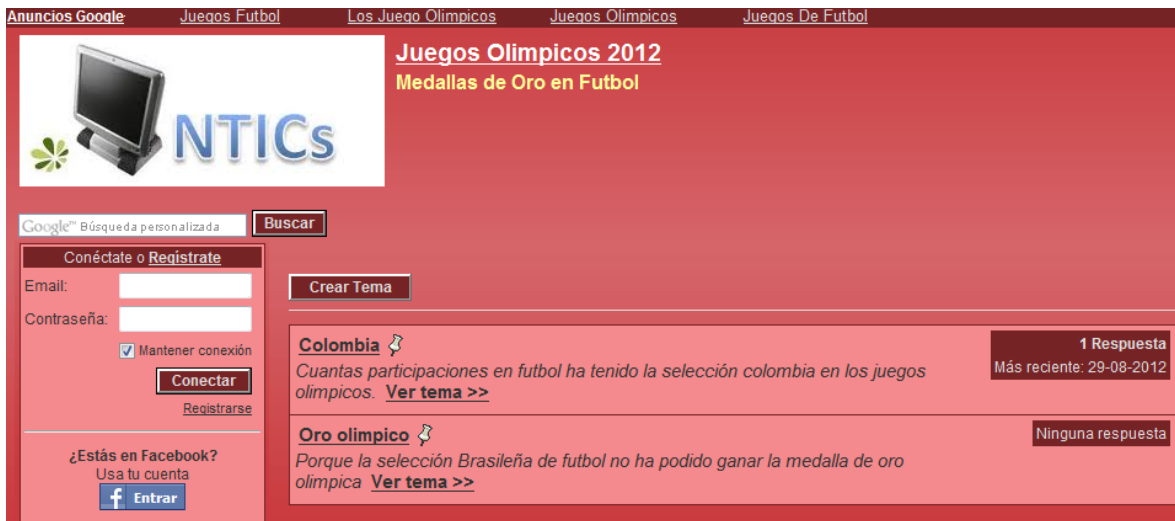 Anuncios Google Juegos Futbol Los Juego Olimpicos Juegos Olimpicos Juegos De Futbol
NTICs
Juegos Olimpicos 2012
Medallas de Oro en Futbol
Google™ Búsqueda personalizada Buscar
Conéctate o Regístrate
Email:
Contraseña:
Mantener conexión
Conectar
Registrarse
¿Estás en Facebook?
Usa tu cuenta
f Entrar
Crear Tema
Colombia
Cuantas participaciones en futbol ha tenido la selección colombia en los juegos
olimpicos. Ver tema >>
1 Respuesta
Más reciente: 29-08-2012
Oro olimpico
Porque la selección Brasileña de futbol no ha podido ganar la medalla de oro
olimpica Ver tema >>
Ninguna respuesta